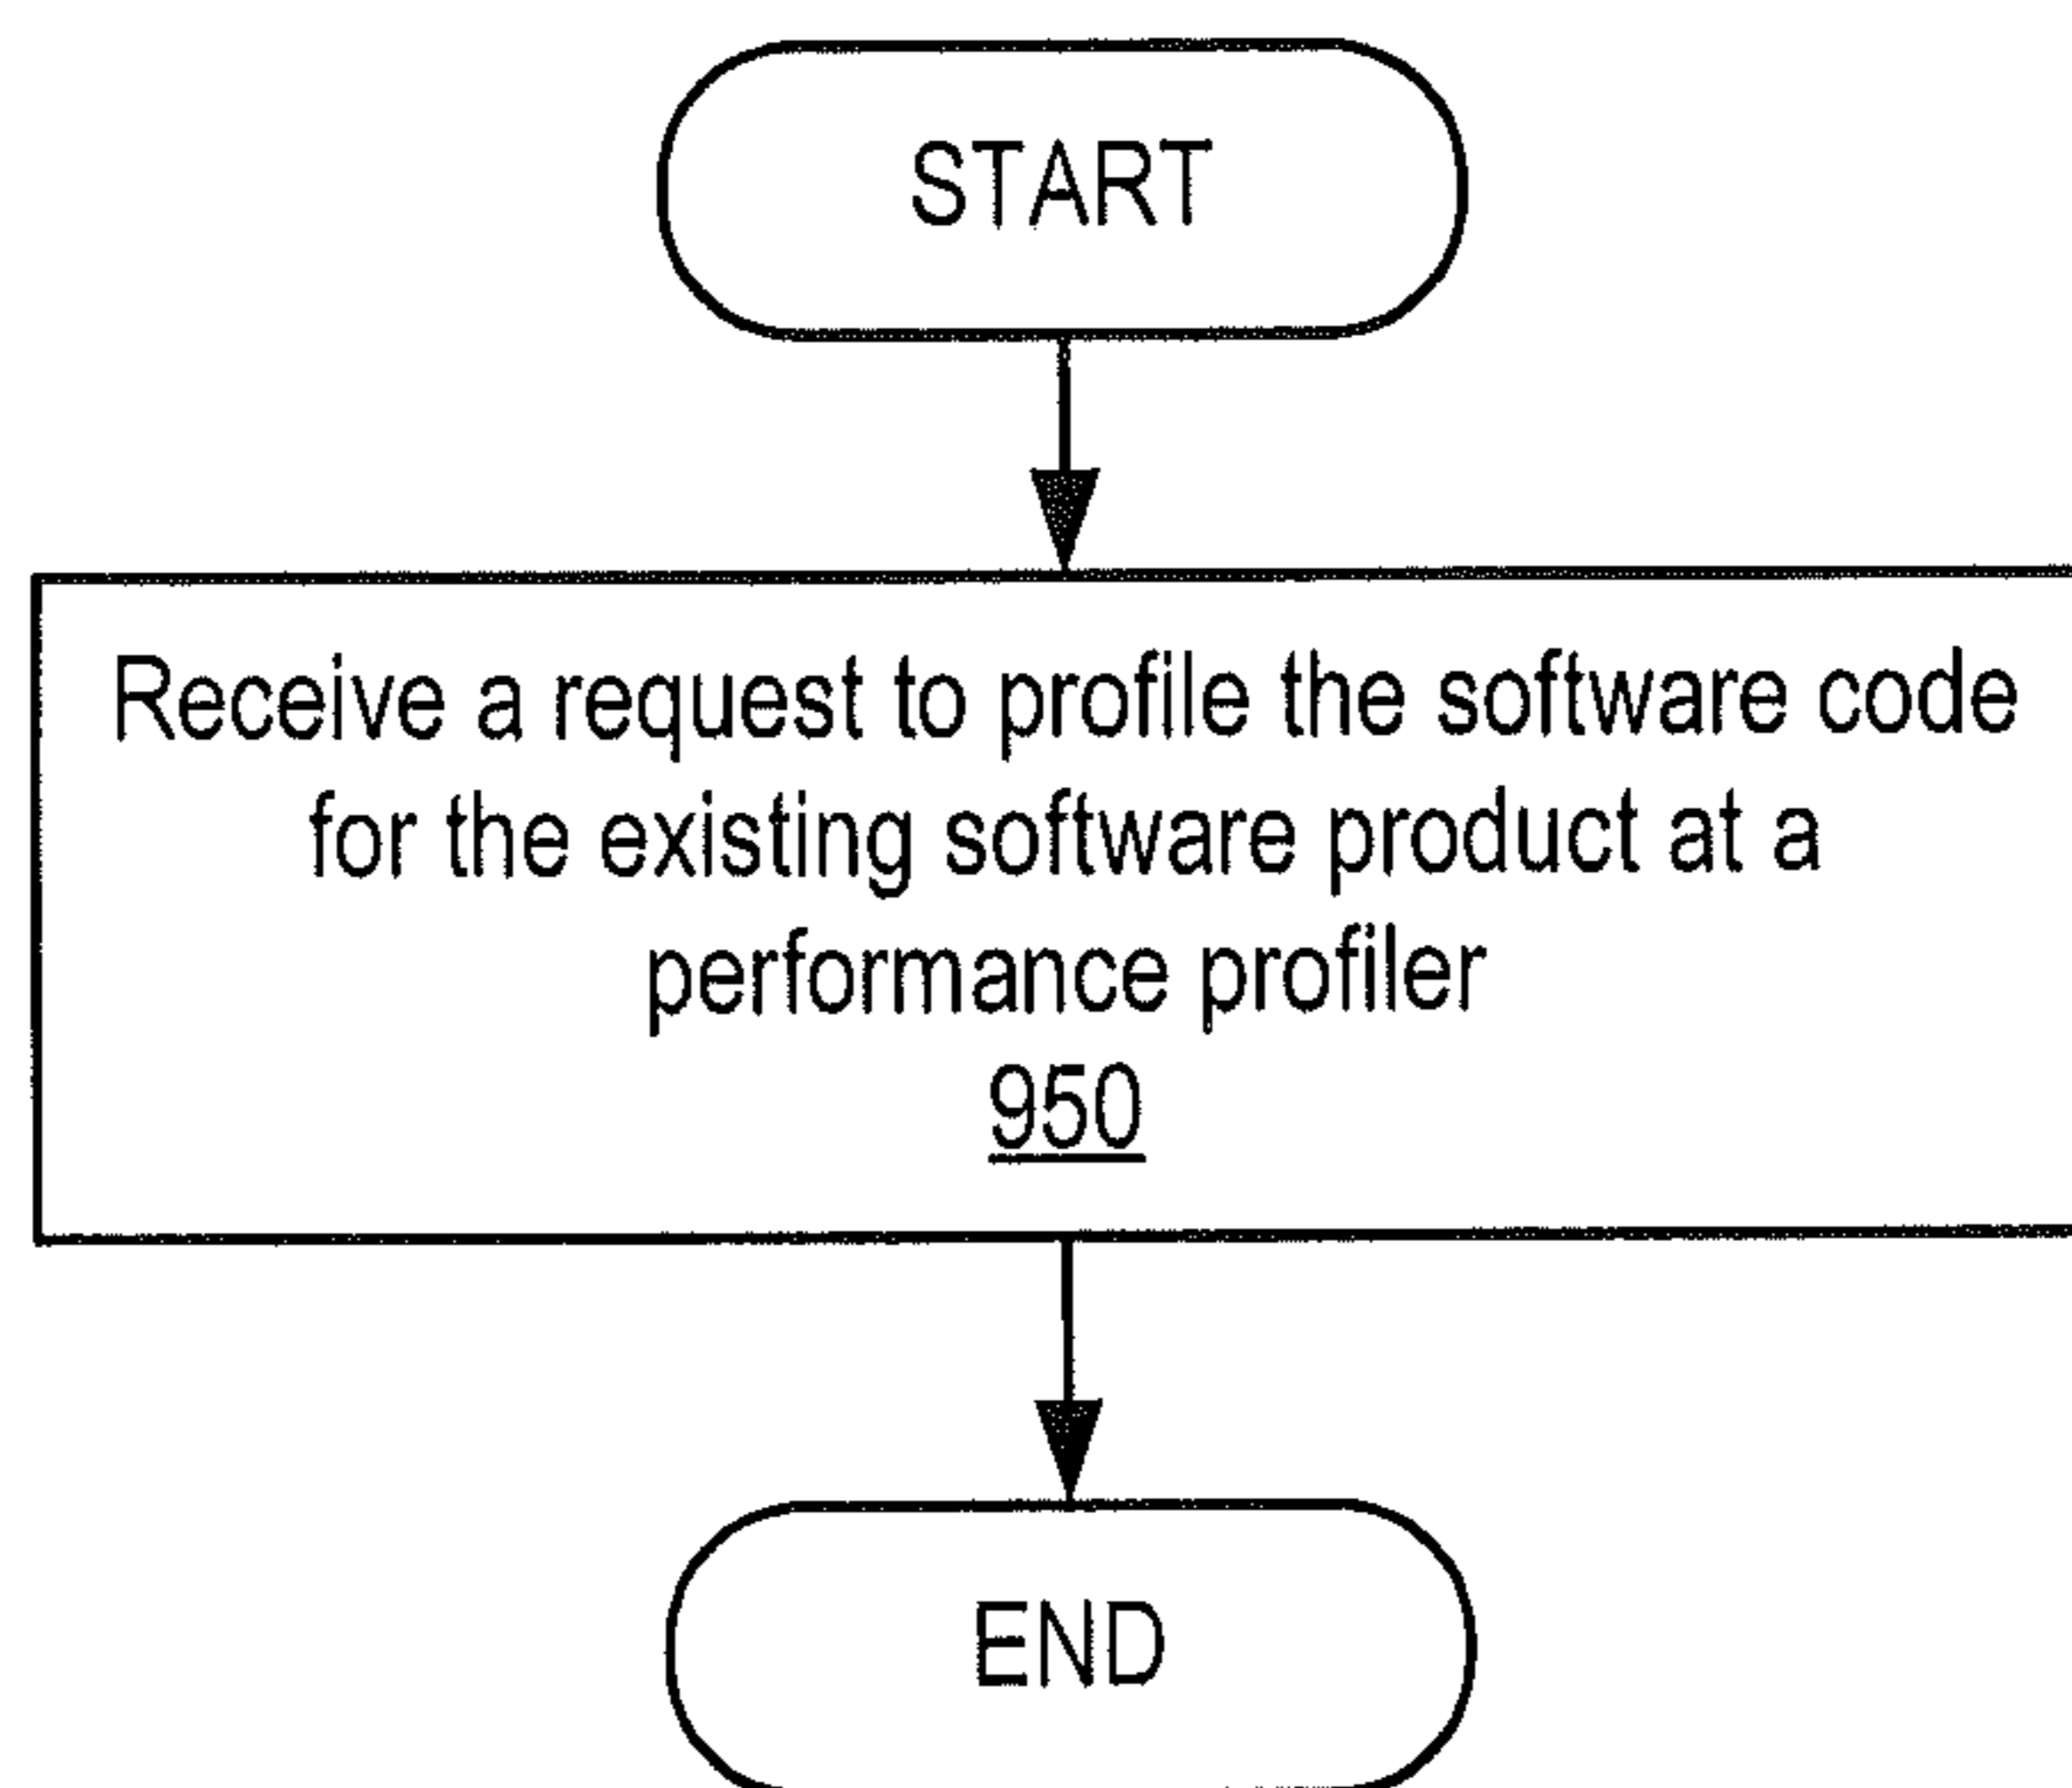 START
Receive a request to profile the software code
for the existing software product at a
performance profiler
950
END